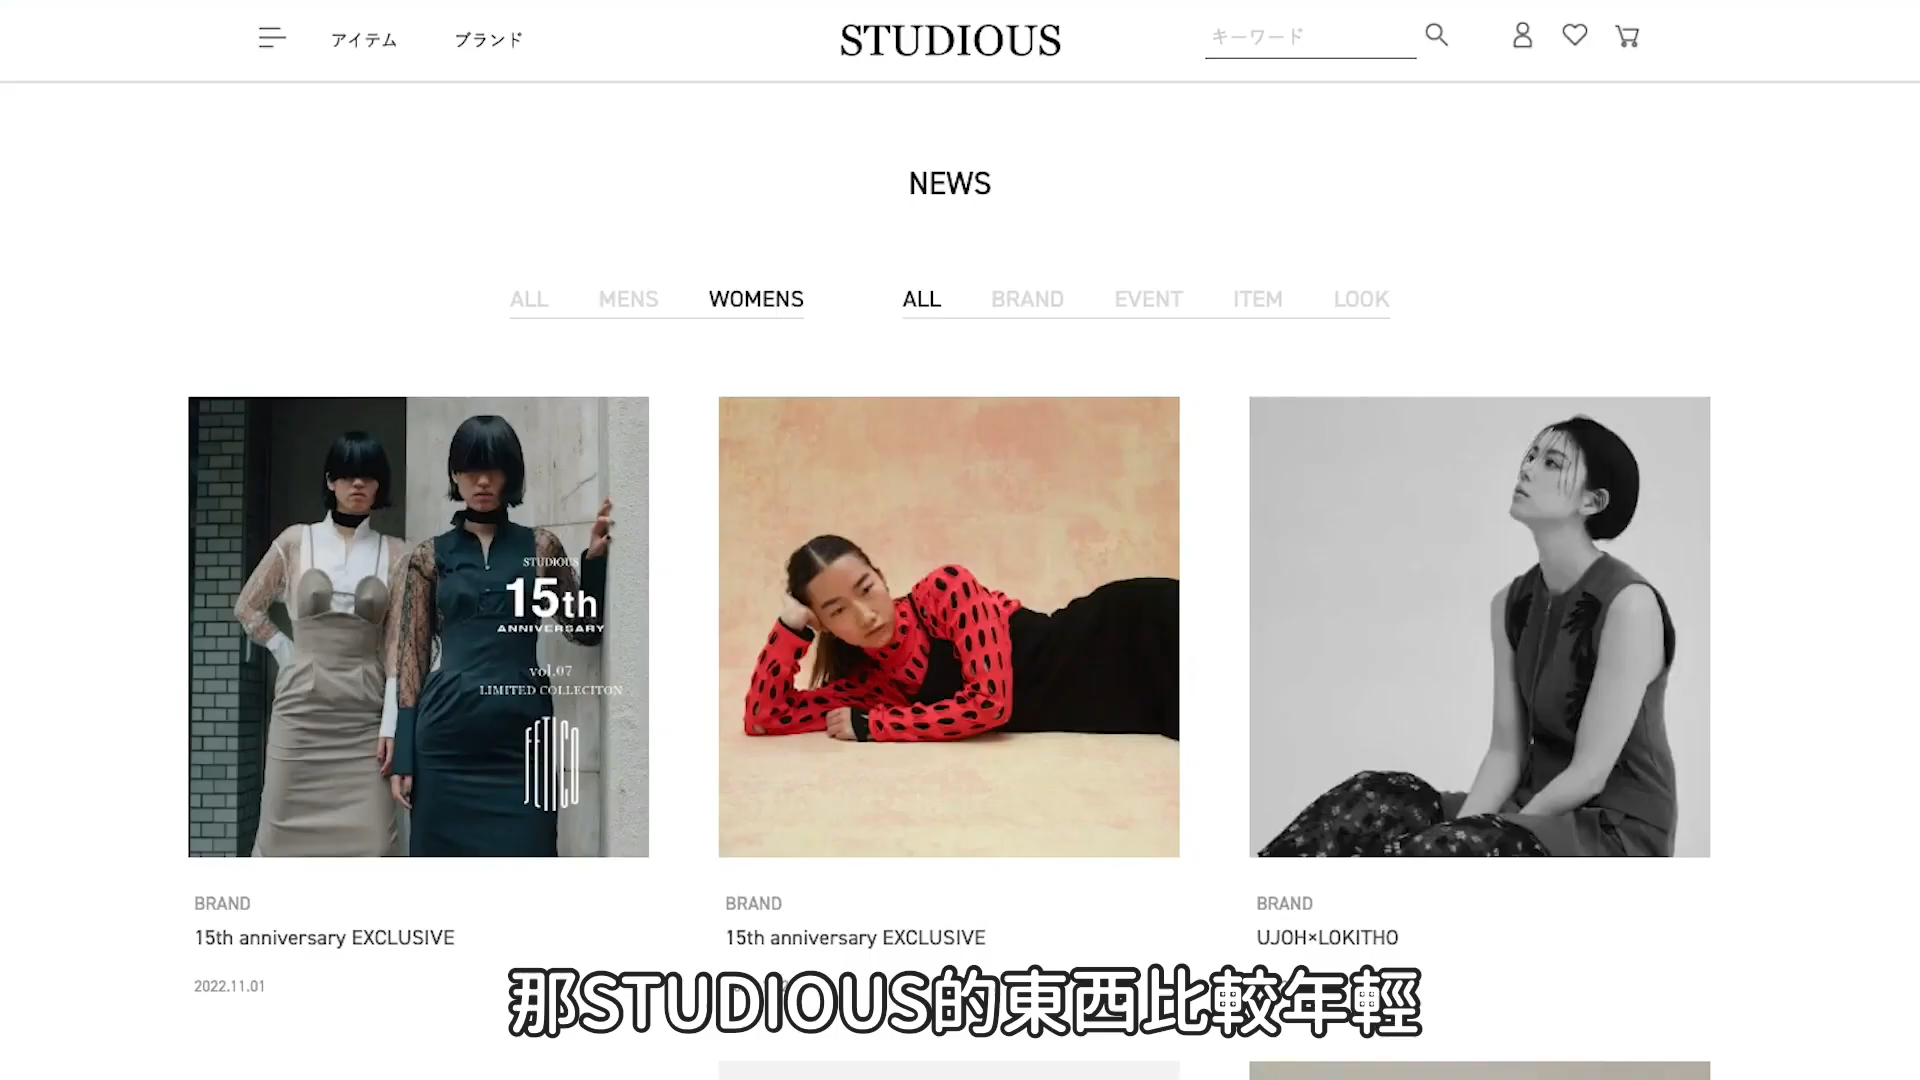 アイテム
ブランド
STUDIOUS
キーワード
NEWS
ALL
MENS
WOMENS
ALL
BRAND
EVENT
ITEM
LOOK
STUDIOUS
15th
ANNIVERSARY
vol.07
LIMITED COLLECITON
FETICO
BRAND
15th anniversary EXCLUSIVE
2022.11.01
BRAND
15th anniversary EXCLUSIVE
BRAND
UJOH×LOKITHO
那STUDIOUS的東西比較年輕